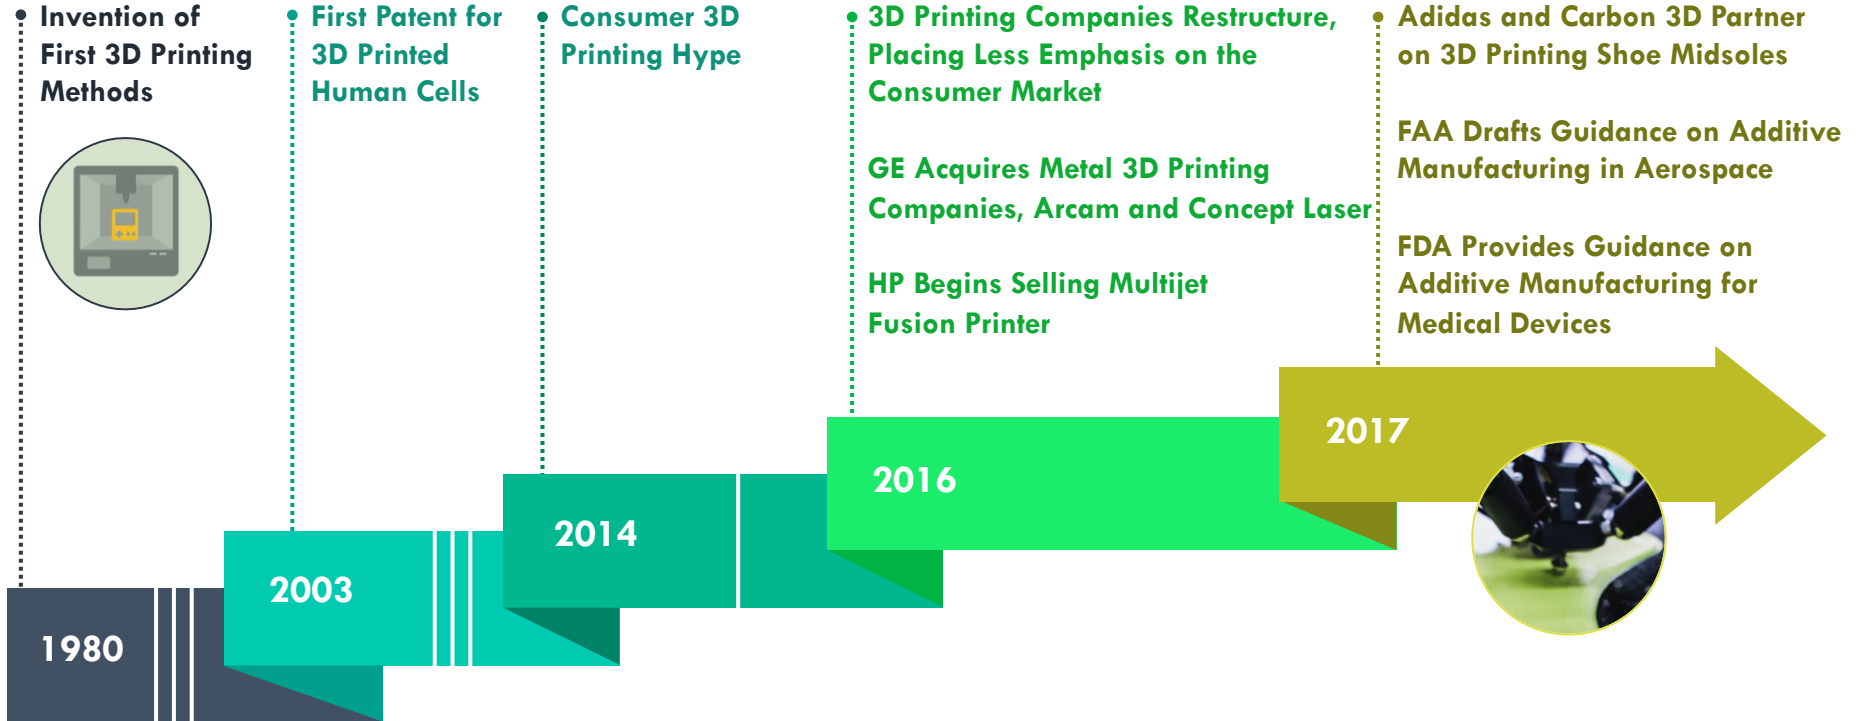 Invention of
First 3D Printing
Methods
First Patent for
3D Printed
Human Cells
Consumer 3D
Printing Hype
3D Printing Companies Restructure,
Placing Less Emphasis on the
Consumer Market
GE Acquires Metal 3D Printing
Companies, Arcam and Concept Laser
HP Begins Selling Multijet
Fusion Printer
Adidas and Carbon 3D Partner
on 3D Printing Shoe Midsoles
FAA Drafts Guidance on Additive
Manufacturing in Aerospace
FDA Provides Guidance on
Additive Manufacturing for
Medical Devices
1980
2003
2014
2016
2017